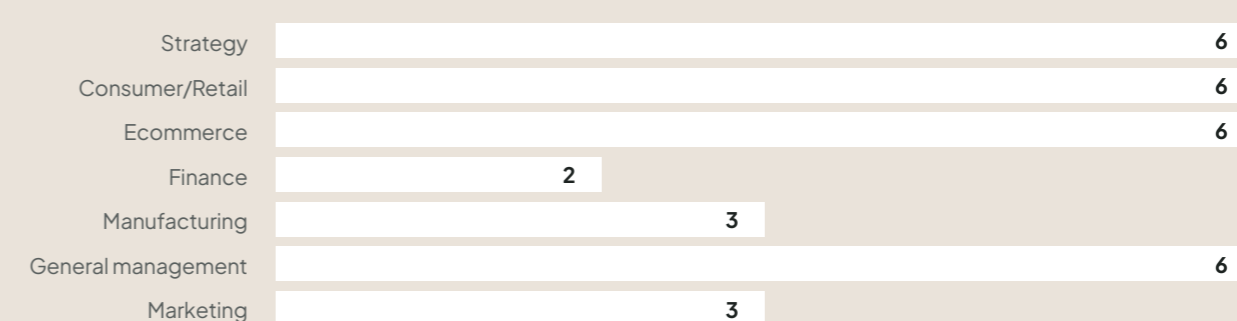 Strategy 6
Consumer/Retail 6
Ecommerce 6
Finance 2
Manufacturing 3
General management 6
Marketing 3